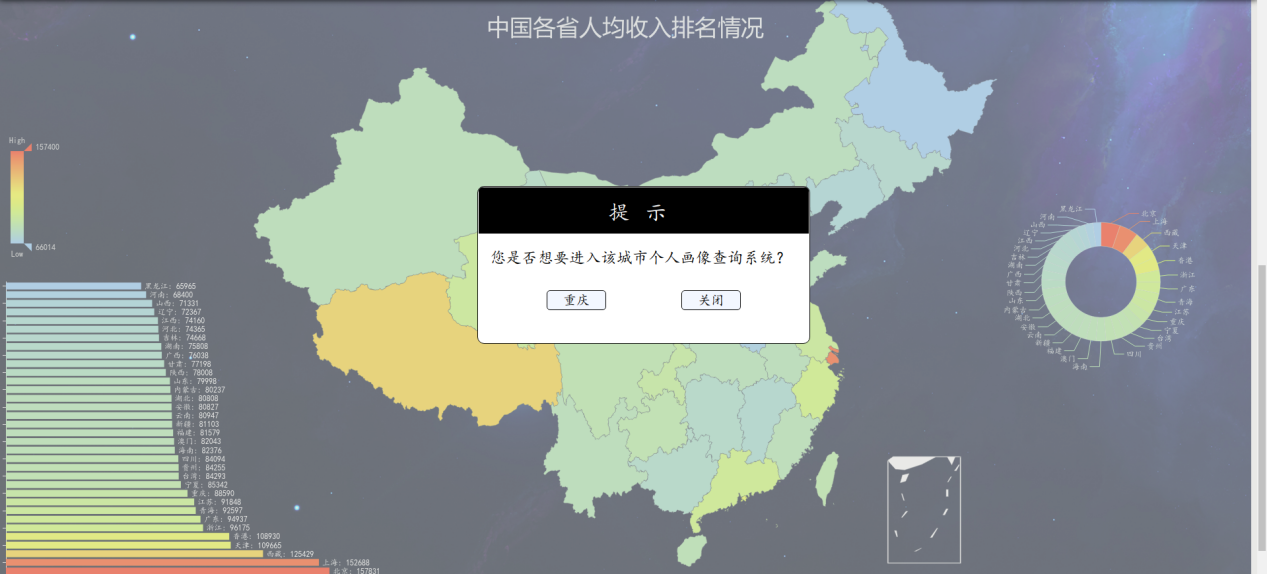 中国各省人均收入排名情况
High
157400
66014
Low
提 示
您是否想要进入该城市个人画像查询系统?
重庆
关闭
黑龙江: 65965
河南: 68400
山西: 71331
辽宁: 72367
江西: 74160
河北: 74365
吉林: 74668
湖南: 75808
广西: 76038
甘肃: 77198
陕西: 78008
山东: 79998
内蒙古: 80237
湖北: 80808
安徽: 80827
云南: 80947
新疆: 81103
福建: 81579
澳门: 82043
海南: 82376
四川: 84094
贵州: 84255
台湾: 84293
宁夏: 85342
重庆: 88590
江苏: 91848
青海: 92597
广东: 94937
浙江: 96175
香港: 108930
天津: 109665
西藏: 125429
上海: 152688
北京: 157831
北京
上海
西藏
天津
香港
浙江
广东
青海
江苏
重庆
宁夏
台湾
贵州
四川
海南
澳门
福建
新疆
云南
安徽
湖北
内蒙古
山东
陕西
甘肃
广西
湖南
吉林
河北
江西
辽宁
山西
河南
黑龙江